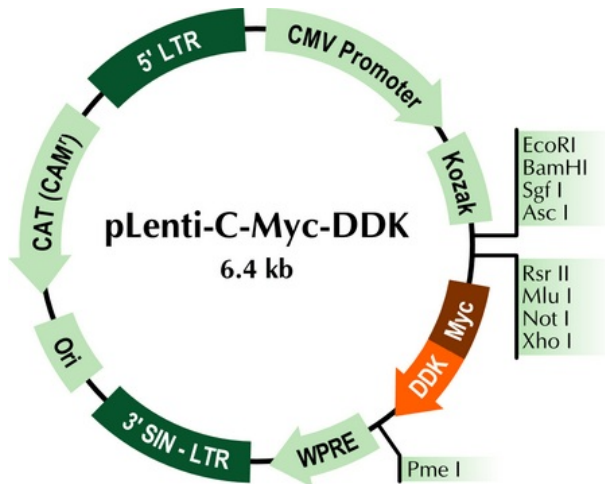 5' LTR
CMV Promoter
Kozak
EcoRI
BamHI
Sgf I
Asc I
CAT (CAMʳ)
pLenti-C-Myc-DDK
6.4 kb
Rsr II
Mlu I
Not I
Xho I
Myc
DDK
Ori
3' SIN - LTR
WPRE
Pme I